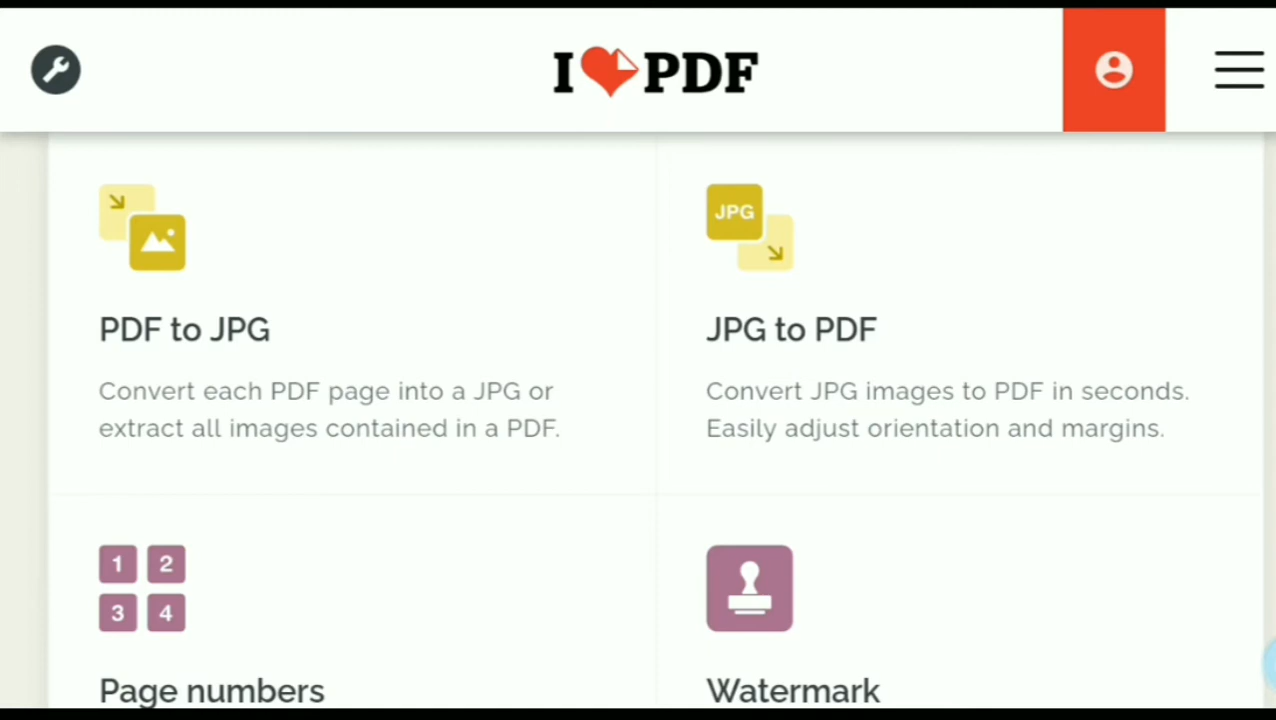 I PDF
JPG
PDF to JPG
JPG to PDF
Convert each PDF page into a JPG or
extract all images contained in a PDF.
Convert JPG images to PDF in seconds.
Easily adjust orientation and margins.
1 2
3 4
Page numbers
Watermark